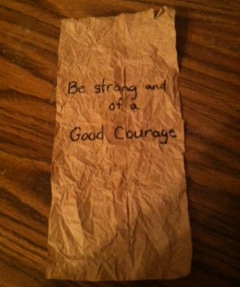 Be strong and
of a
Good Courage